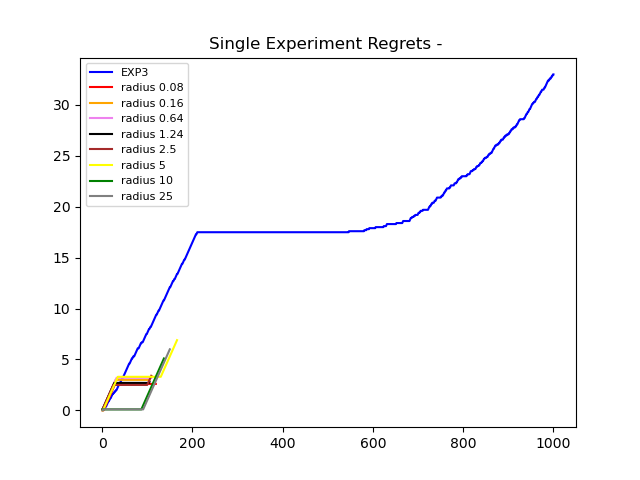 Single Experiment Regrets -
EXP3
radius 0.08
radius 0.16
radius 0.64
radius 1.24
radius 2.5
radius 5
radius 10
radius 25
30
25
20
15
10
5
0
0 200 400 600 800 1000